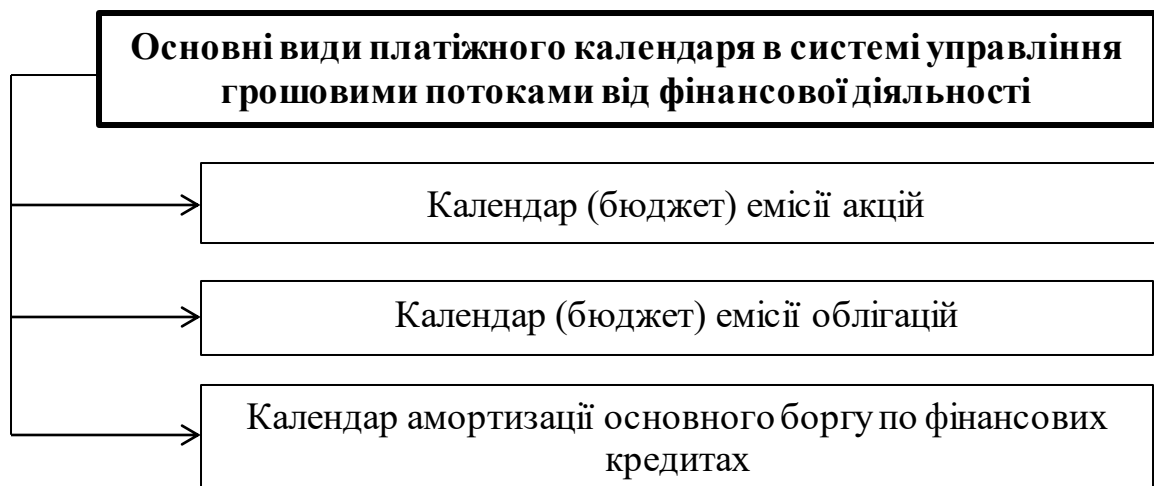 Основні види платіжного календаря в системі управління
грошовими потоками від фінансової діяльності
Календар (бюджет) емісії акцій
Календар (бюджет) емісії облігацій
Календар амортизації основного боргу по фінансових
кредитах